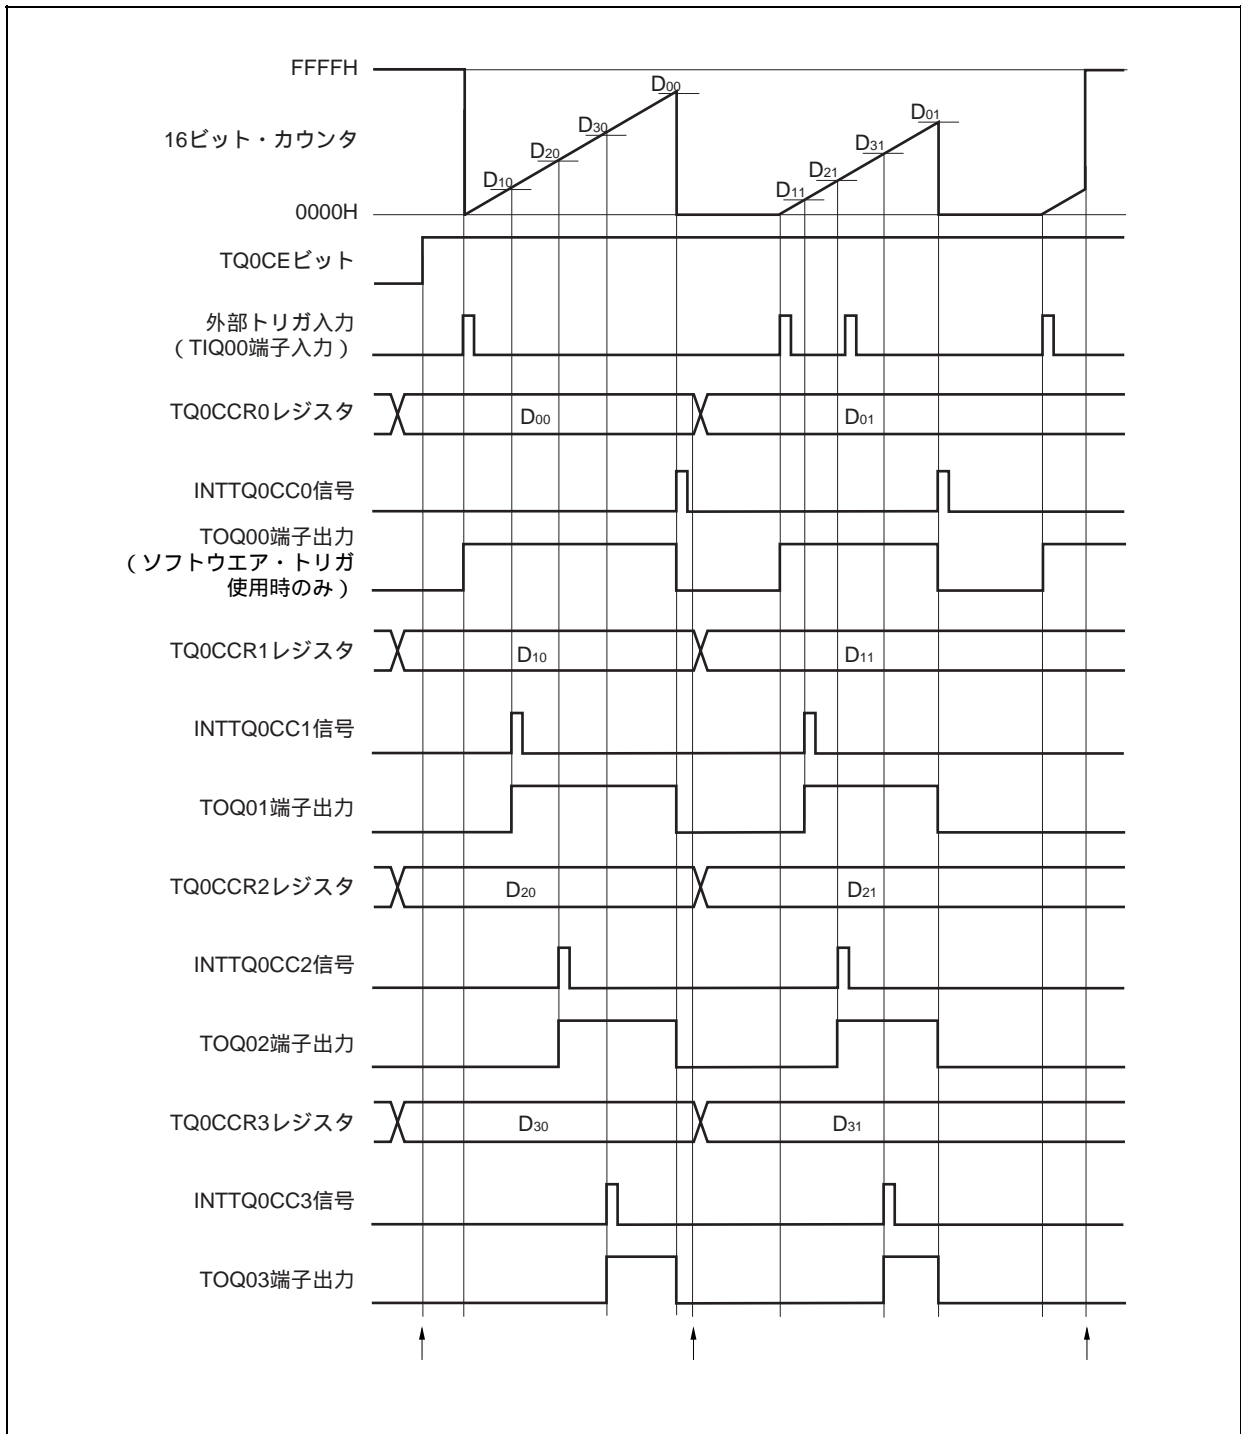 FFFFH
D00
D01
16ビット・カウンタ
D30
D31
D20
D21
D10
D11
0000H
TQ0CEビット
外部トリガ入力
（TIQ00端子入力）
TQ0CCR0レジスタ
D00
D01
INTTQ0CC0信号
TOQ00端子出力
（ソフトウエア・トリガ
使用時のみ）
TQ0CCR1レジスタ
D10
D11
INTTQ0CC1信号
TOQ01端子出力
TQ0CCR2レジスタ
D20
D21
INTTQ0CC2信号
TOQ02端子出力
TQ0CCR3レジスタ
D30
D31
INTTQ0CC3信号
TOQ03端子出力